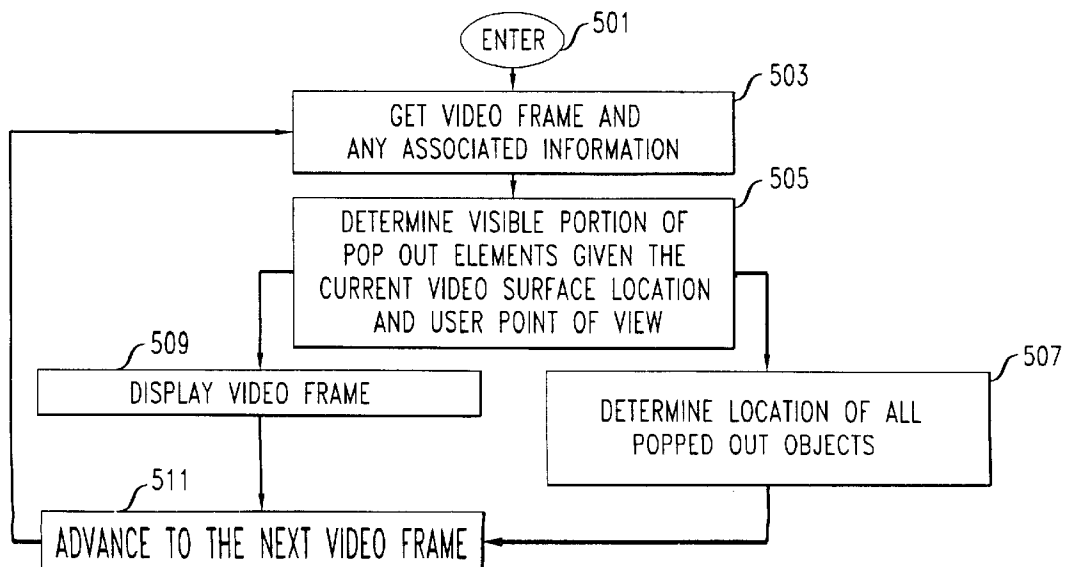 ENTER
501
503
GET VIDEO FRAME AND
ANY ASSOCIATED INFORMATION
505
DETERMINE VISIBLE PORTION OF
POP OUT ELEMENTS GIVEN THE
CURRENT VIDEO SURFACE LOCATION
AND USER POINT OF VIEW
509
DISPLAY VIDEO FRAME
507
DETERMINE LOCATION OF ALL
POPPED OUT OBJECTS
511
ADVANCE TO THE NEXT VIDEO FRAME